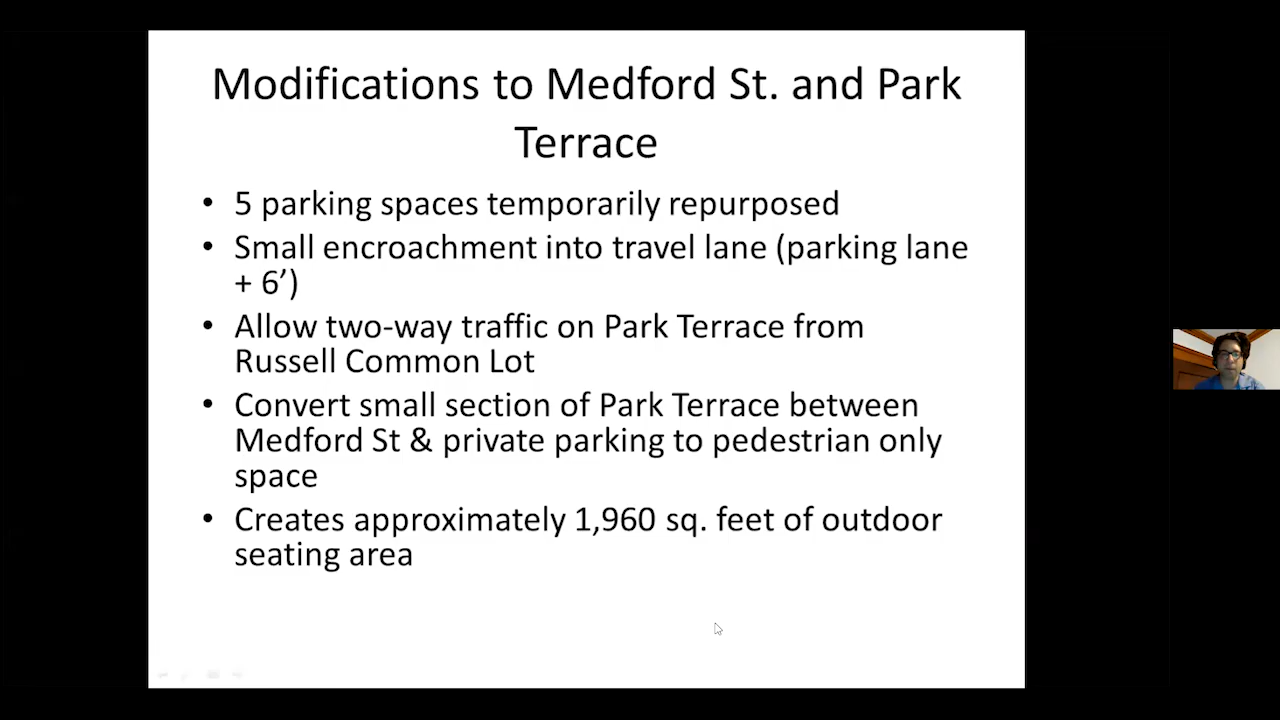 Modifications to Medford St. and Park
Terrace
• 5 parking spaces temporarily repurposed
• Small encroachment into travel lane (parking lane
+ 6’)
• Allow two-way traffic on Park Terrace from
Russell Common Lot
• Convert small section of Park Terrace between
Medford St & private parking to pedestrian only
space
• Creates approximately 1,960 sq. feet of outdoor
seating area